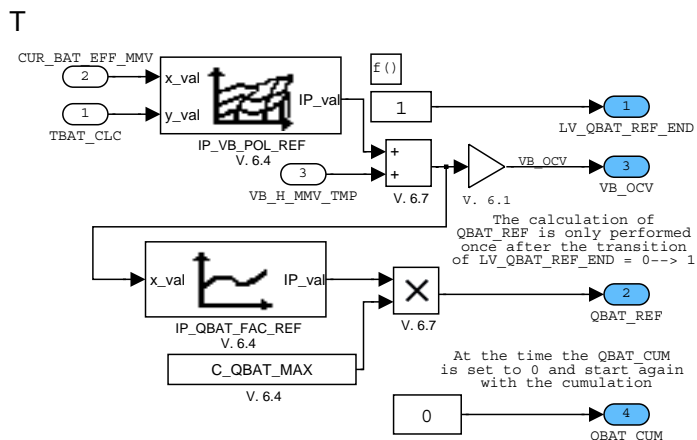 T
CUR_BAT_EFF_MMV
2
x_val
IP_val
1
y_val
TBAT_CLC
IP_VB_POL_REF
V. 6.4
f()
1
1
LV_QBAT_REF_END
+
+
V. 6.7
3
VB_H_MMV_TMP
V. 6.1
VB_OCV
3
VB_OCV
The calculation of
QBAT_REF is only performed
once after the transition
of LV_QBAT_REF_END = 0--> 1
x_val
IP_val
IP_QBAT_FAC_REF
V. 6.4
V. 6.7
2
QBAT_REF
C_QBAT_MAX
V. 6.4
At the time the QBAT_CUM
is set to 0 and start again
with the cumulation
0
4
QBAT_CUM